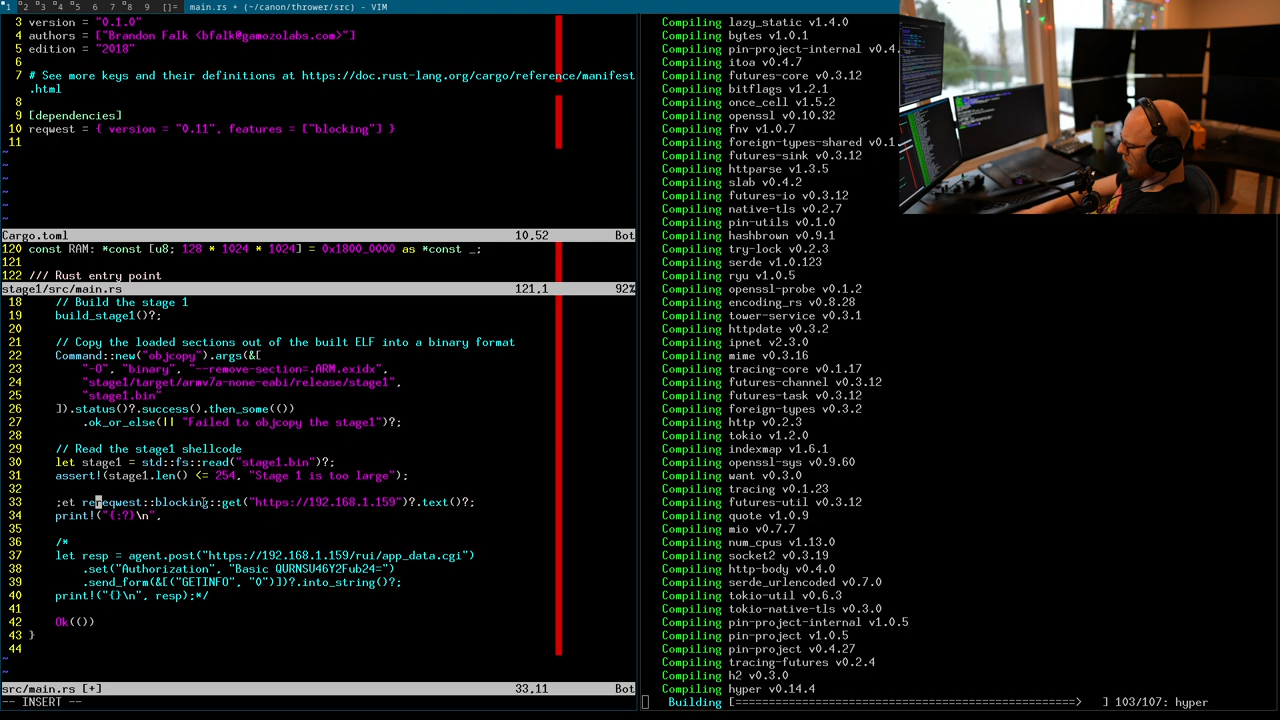 1 2 3 4 5 6 7 8 9 []= main.rs + (~/canon/thrower/src) - VIM
3 version = "0.1.0"
4 authors = ["Brandon Falk <bfalk@gamozolabs.com>"]
5 edition = "2018"
6
7 # See more keys and their definitions at https://doc.rust-lang.org/cargo/reference/manifest
.html
8
9 [dependencies]
10 reqwest = { version = "0.11", features = ["blocking"] }
11
~
~
~
~
~
~
Cargo.toml 10,52 Bot
120 const RAM: *const [u8; 128 * 1024 * 1024] = 0x1800_0000 as *const _;
121
122 /// Rust entry point
stage1/src/main.rs 121,1 92%
18 // Build the stage 1
19 build_stage1()?;
20
21 // Copy the loaded sections out of the built ELF into a binary format
22 Command::new("objcopy").args(&[
23 "-O", "binary", "--remove-section=.ARM.exidx",
24 "stage1/target/armv7a-none-eabi/release/stage1",
25 "stage1.bin"
26 ]).status()?.success().then_some(())
27 .ok_or_else(|| "Failed to objcopy the stage1")?;
28
29 // Read the stage1 shellcode
30 let stage1 = std::fs::read("stage1.bin")?;
31 assert!(stage1.len() <= 254, "Stage 1 is too large");
32
33 ;et rereqwest::blocking::get("https://192.168.1.159")?.text()?;
34 print!("{:?}\n",
35
36 /*
37 let resp = agent.post("https://192.168.1.159/rui/app_data.cgi")
38 .set("Authorization", "Basic QURNSU46Y2Fub24=")
39 .send_form(&[("GETINFO", "0")])?.into_string()?;
40 print!("{}\n", resp);*/
41
42 Ok(())
43 }
44
~
~
src/main.rs [+] 33,11 Bot
-- INSERT --
Compiling lazy_static v1.4.0
Compiling bytes v1.0.1
Compiling pin-project-internal v0.4.
Compiling itoa v0.4.7
Compiling futures-core v0.3.12
Compiling bitflags v1.2.1
Compiling once_cell v1.5.2
Compiling openssl v0.10.32
Compiling fnv v1.0.7
Compiling foreign-types-shared v0.1.
Compiling futures-sink v0.3.12
Compiling httparse v1.3.5
Compiling slab v0.4.2
Compiling futures-io v0.3.12
Compiling native-tls v0.2.7
Compiling pin-utils v0.1.0
Compiling hashbrown v0.9.1
Compiling try-lock v0.2.3
Compiling serde v1.0.123
Compiling ryu v1.0.5
Compiling openssl-probe v0.1.2
Compiling encoding_rs v0.8.28
Compiling tower-service v0.3.1
Compiling httpdate v0.3.2
Compiling ipnet v2.3.0
Compiling mime v0.3.16
Compiling tracing-core v0.1.17
Compiling futures-channel v0.3.12
Compiling futures-task v0.3.12
Compiling foreign-types v0.3.2
Compiling http v0.2.3
Compiling tokio v1.2.0
Compiling indexmap v1.6.1
Compiling openssl-sys v0.9.60
Compiling want v0.3.0
Compiling tracing v0.1.23
Compiling futures-util v0.3.12
Compiling quote v1.0.9
Compiling mio v0.7.7
Compiling num_cpus v1.13.0
Compiling socket2 v0.3.19
Compiling http-body v0.4.0
Compiling serde_urlencoded v0.7.0
Compiling tokio-util v0.6.3
Compiling tokio-native-tls v0.3.0
Compiling pin-project-internal v1.0.5
Compiling pin-project v1.0.5
Compiling pin-project v0.4.27
Compiling tracing-futures v0.2.4
Compiling h2 v0.3.0
Compiling hyper v0.14.4
Building [===================================================> ] 103/107: hyper